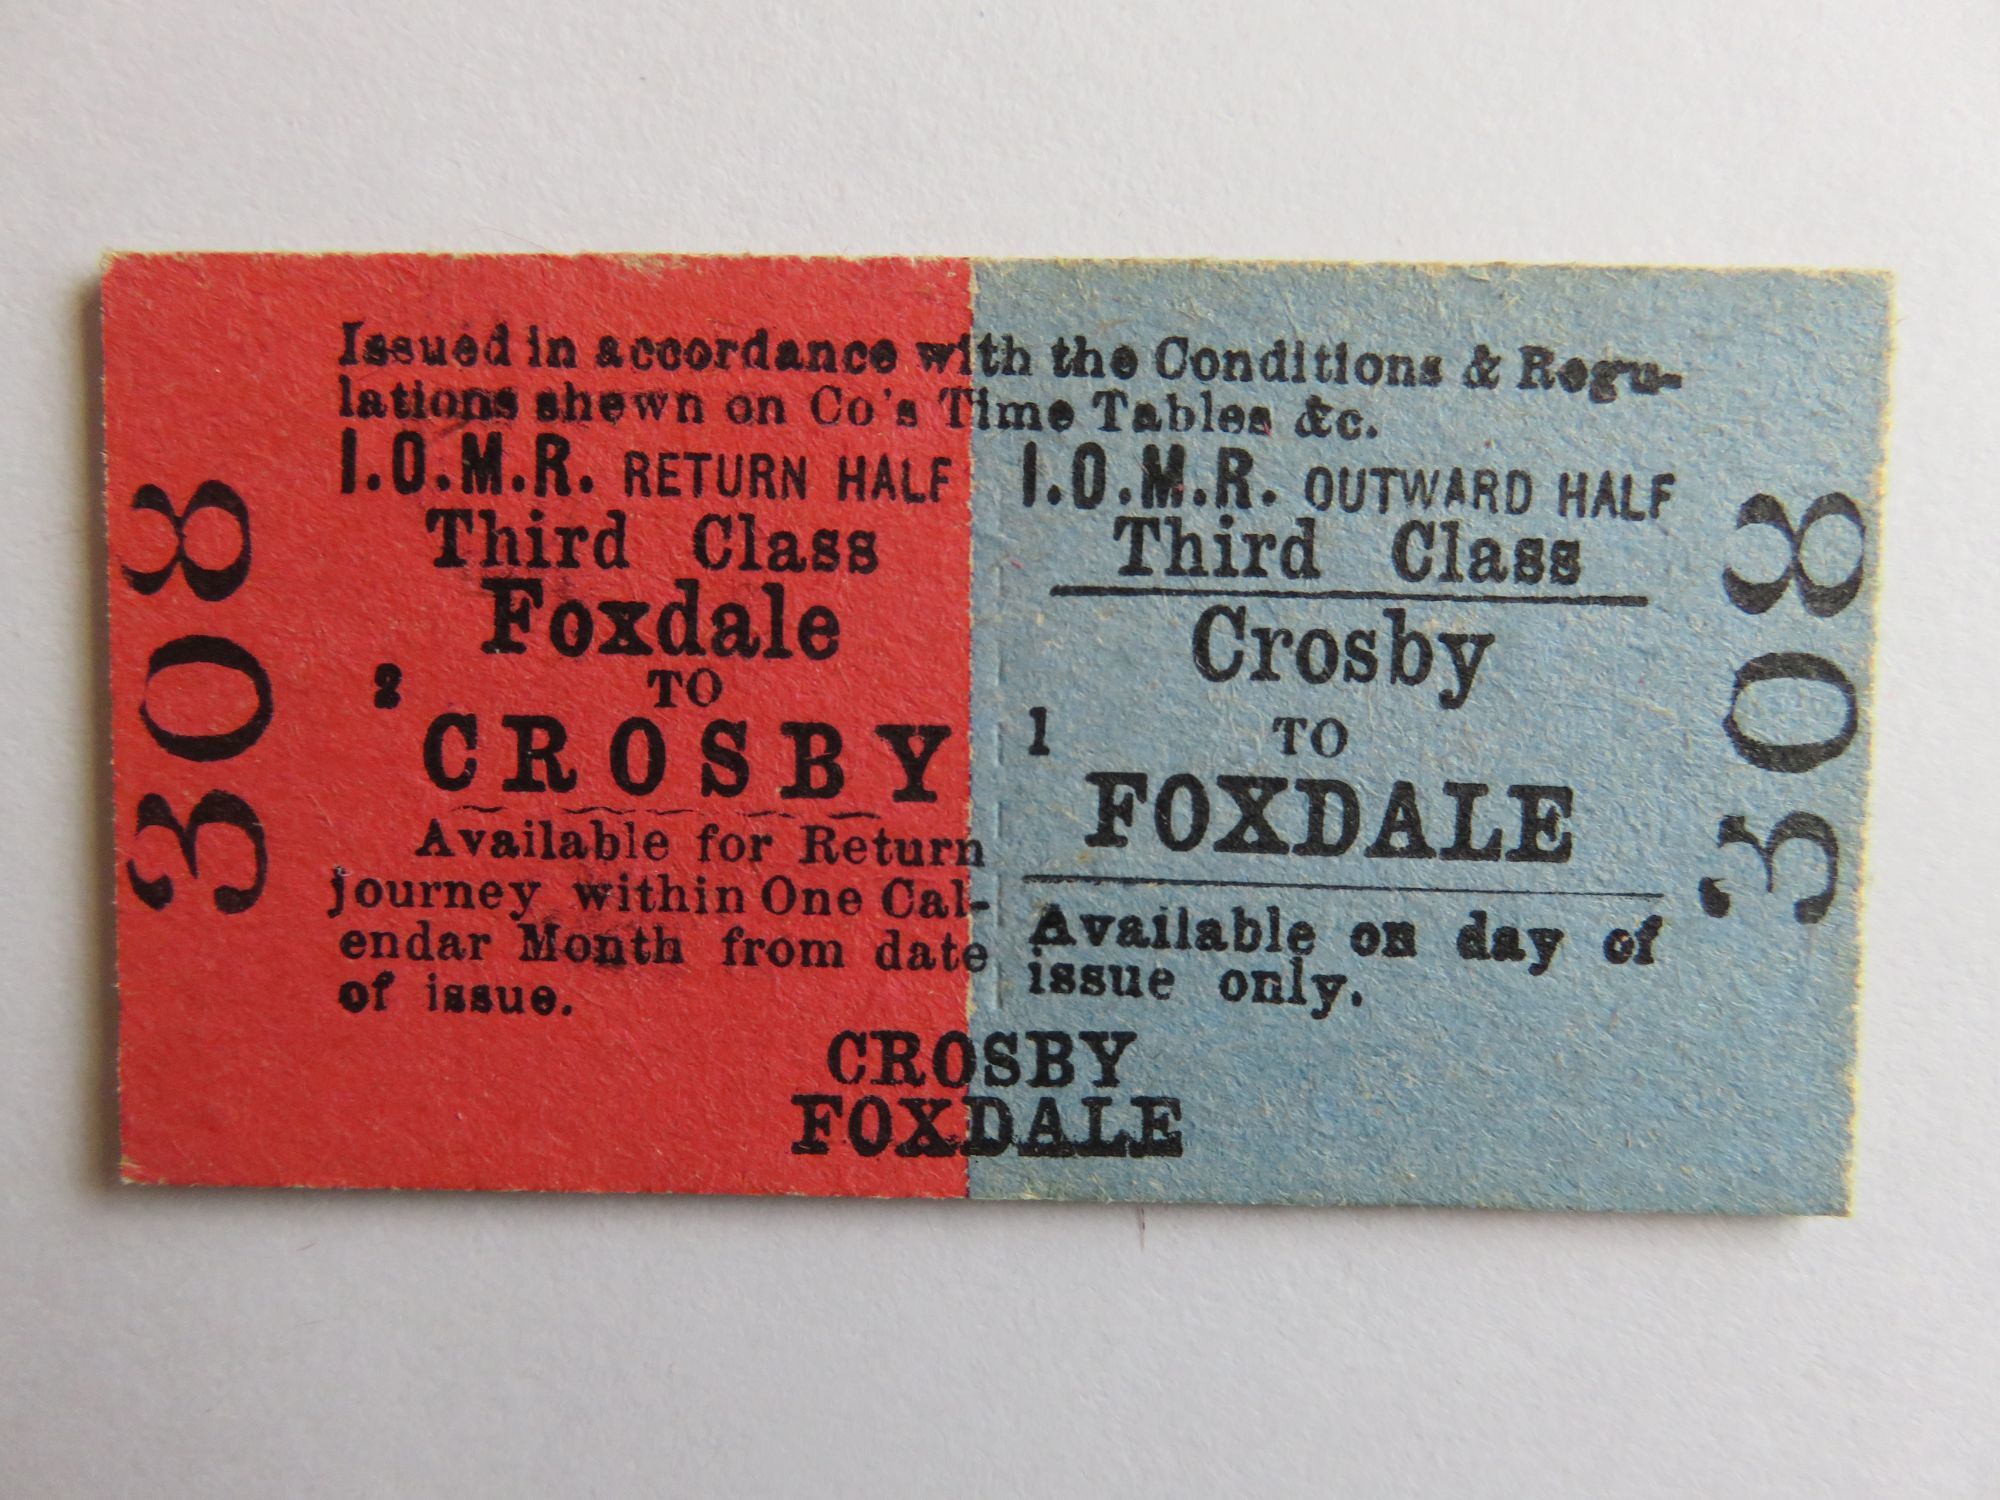 Issued in accordance with the Conditions & Regu-
lations shewn on Co's Time Tables &c.
I.O.M.R. RETURN HALF
Third Class
Foxdale
2 TO
CROSBY
Available for Return
journey within One Cal-
endar Month from date
of issue.
308
I.O.M.R. OUTWARD HALF
Third Class
Crosby
1 TO
FOXDALE
Available on day of
issue only.
308
CROSBY
FOXDALE